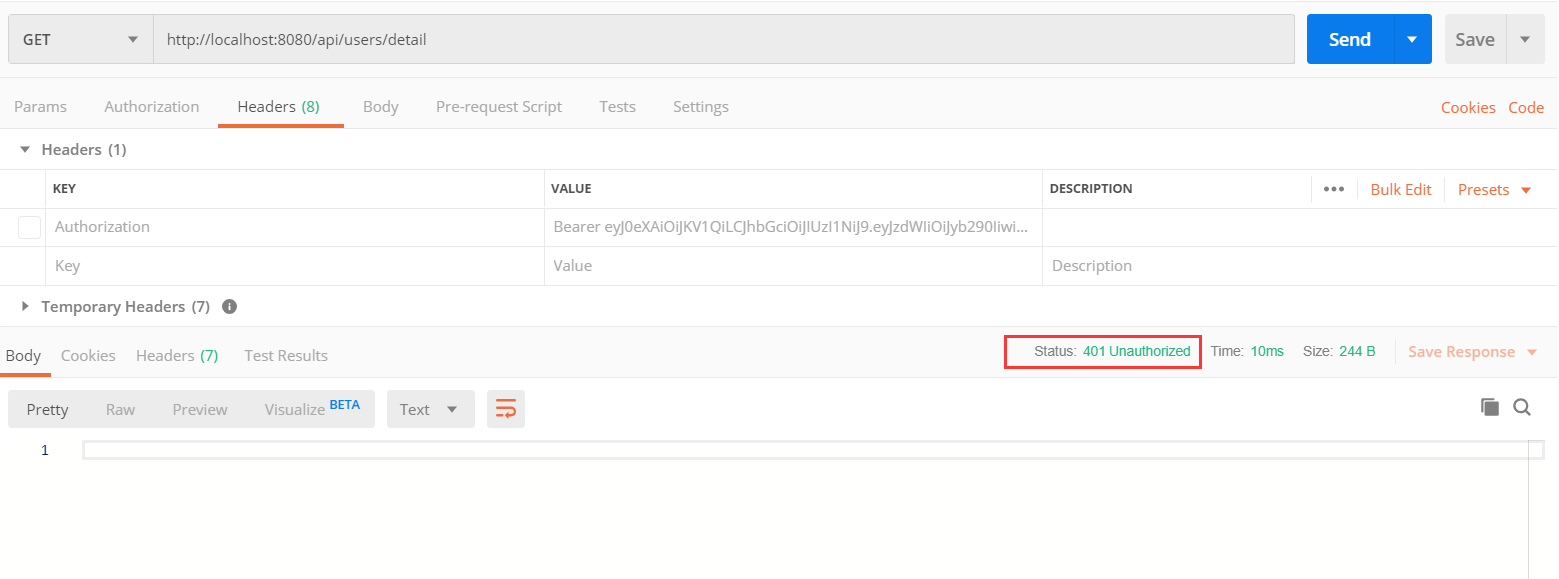 GET http://localhost:8080/api/users/detail Send Save
Params Authorization Headers (8) Body Pre-request Script Tests Settings Cookies Code
Headers (1)
KEY VALUE DESCRIPTION ••• Bulk Edit Presets
Authorization Bearer eyJ0eXAiOiJKV1QiLCJhbGciOiJIUzI1NiJ9.eyJzdWIiOiJyb290Iiwi...
Key Value Description
Temporary Headers (7) i
Body Cookies Headers (7) Test Results Status: 401 Unauthorized Time: 10ms Size: 244 B Save Response
Pretty Raw Preview Visualize BETA Text
1